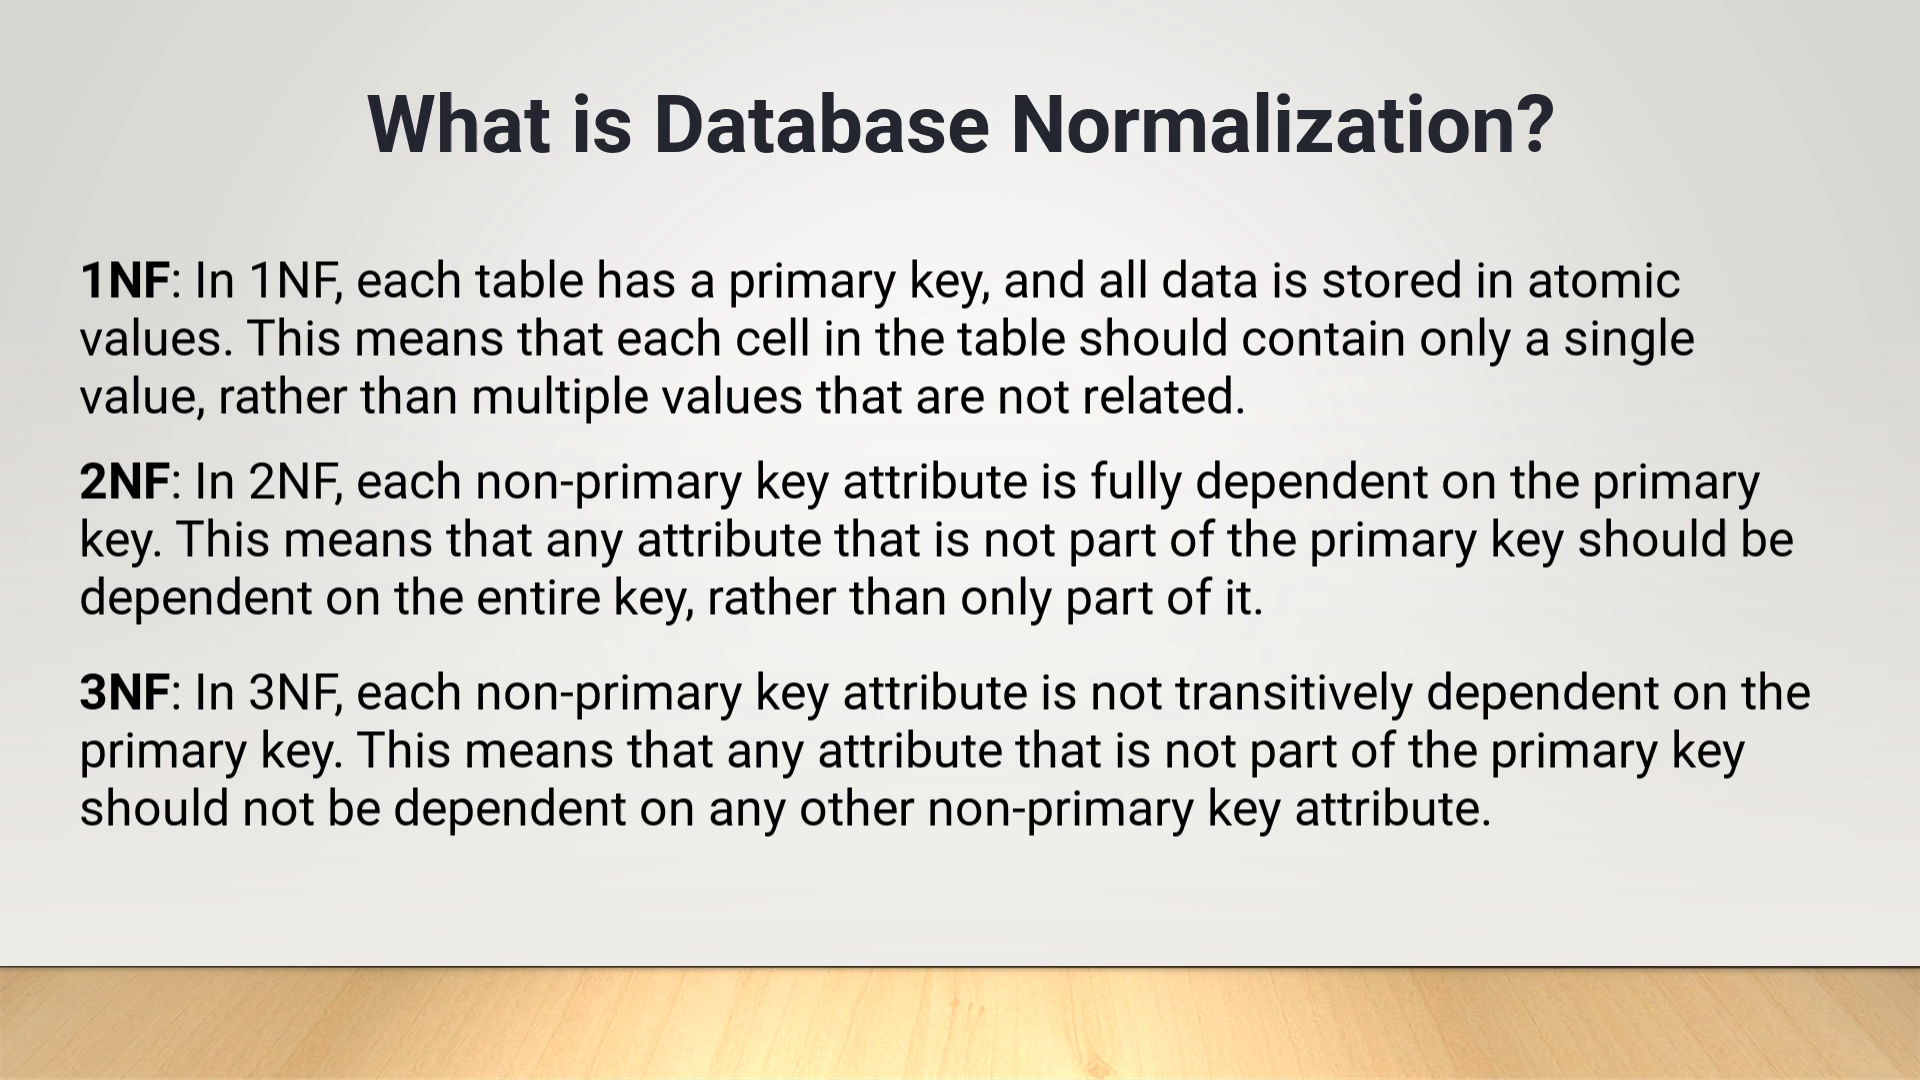 What is Database Normalization?
1NF: In 1NF, each table has a primary key, and all data is stored in atomic
values. This means that each cell in the table should contain only a single
value, rather than multiple values that are not related.
2NF: In 2NF, each non-primary key attribute is fully dependent on the primary
key. This means that any attribute that is not part of the primary key should be
dependent on the entire key, rather than only part of it.
3NF: In 3NF, each non-primary key attribute is not transitively dependent on the
primary key. This means that any attribute that is not part of the primary key
should not be dependent on any other non-primary key attribute.